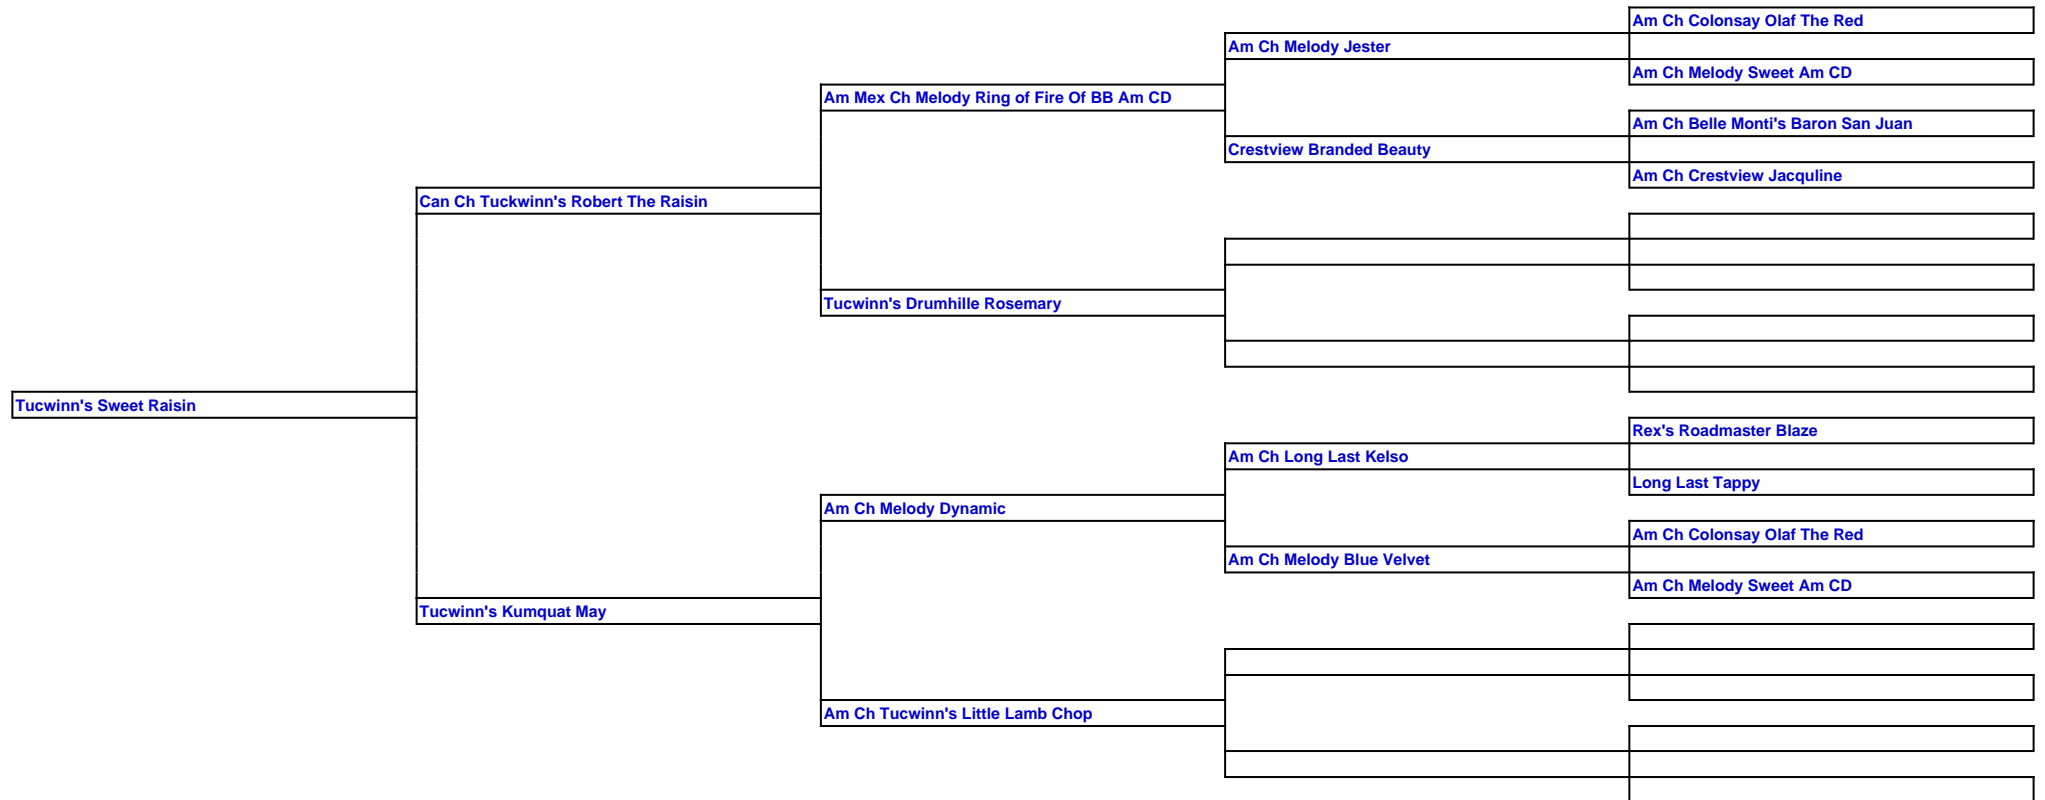 Am Ch Colonsay Olaf The Red
Am Ch Melody Jester
Am Ch Melody Sweet Am CD
Am Mex Ch Melody Ring of Fire Of BB Am CD
Am Ch Belle Monti's Baron San Juan
Crestview Branded Beauty
Am Ch Crestview Jacquline
Can Ch Tuckwinn's Robert The Raisin
Tucwinn's Drumhille Rosemary
Tucwinn's Sweet Raisin
Rex's Roadmaster Blaze
Am Ch Long Last Kelso
Long Last Tappy
Am Ch Melody Dynamic
Am Ch Colonsay Olaf The Red
Am Ch Melody Blue Velvet
Am Ch Melody Sweet Am CD
Tucwinn's Kumquat May
Am Ch Tucwinn's Little Lamb Chop